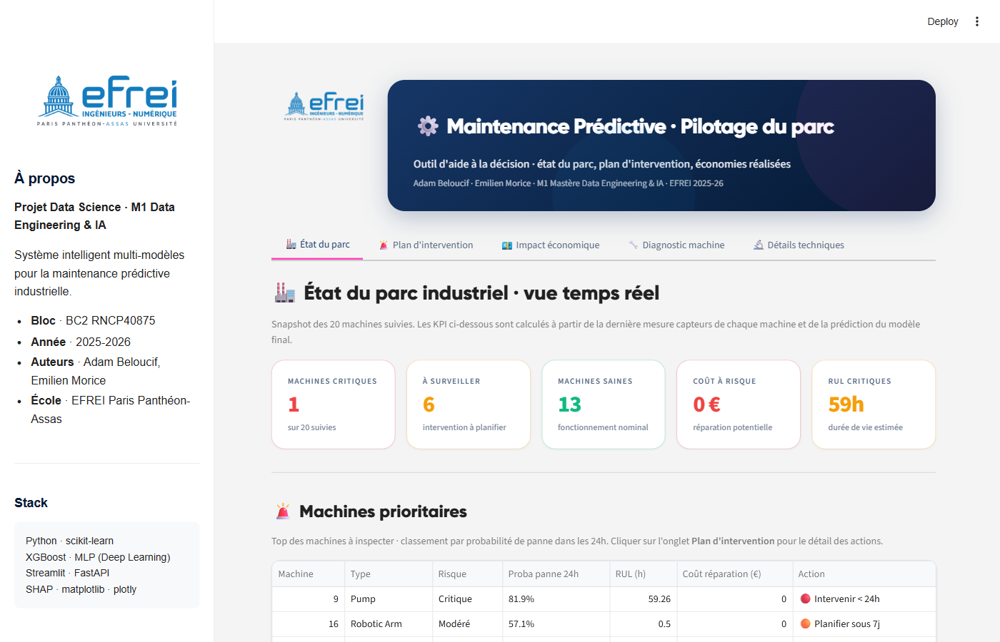 Deploy
efrei
INGÉNIEURS - NUMÉRIQUE
PARIS PANTHÉON-ASSAS UNIVERSITÉ
À propos
Projet Data Science · M1 Data
Engineering & IA
Système intelligent multi-modèles
pour la maintenance prédictive
industrielle.
• Bloc · BC2 RNCP40875
• Année · 2025-2026
• Auteurs · Adam Beloucif,
Emilien Morice
• École · EFREI Paris Panthéon-
Assas
Stack
Python · scikit-learn
XGBoost · MLP (Deep Learning)
Streamlit · FastAPI
SHAP · matplotlib · plotly
efrei
INGÉNIEURS - NUMÉRIQUE
PARIS PANTHÉON-ASSAS UNIVERSITÉ
Maintenance Prédictive · Pilotage du parc
Outil d'aide à la décision · état du parc, plan d'intervention, économies réalisées
Adam Beloucif · Emilien Morice · M1 Mastère Data Engineering & IA · EFREI 2025-26
État du parc Plan d'intervention Impact économique Diagnostic machine Détails techniques
État du parc industriel · vue temps réel
Snapshot des 20 machines suivies. Les KPI ci-dessous sont calculés à partir de la dernière mesure capteurs de chaque machine et de la prédiction du modèle
final.
MACHINES CRITIQUES
1
sur 20 suivies
À SURVEILLER
6
intervention à planifier
MACHINES SAINES
13
fonctionnement nominal
COÛT À RISQUE
0 €
réparation potentielle
RUL CRITIQUES
59h
durée de vie estimée
Machines prioritaires
Top des machines à inspecter · classement par probabilité de panne dans les 24h. Cliquer sur l'onglet Plan d'intervention pour le détail des actions.
Machine Type Risque Proba panne 24h RUL (h) Coût réparation (€) Action
9 Pump Critique 81.9% 59.26 0 Intervenir < 24h
16 Robotic Arm Modéré 57.1% 0.5 0 Planifier sous 7j